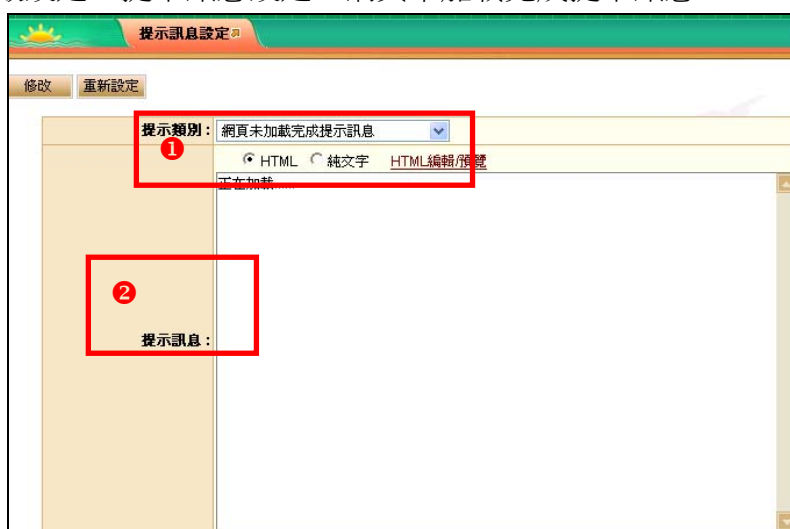 提示訊息設定
修改 重新設定
提示類別： 網頁未加載完成提示訊息
❶
HTML 純文字 HTML編輯/預覽
正在加載......
❷
提示訊息：